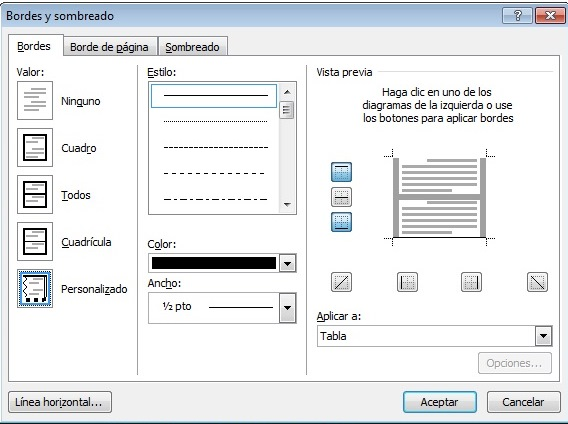 Bordes y sombreado
Bordes
Borde de página
Sombreado
Valor:
Ninguno
Cuadro
Todos
Cuadrícula
Personalizado
Estilo:
Color:
Ancho:
½ pto
Vista previa
Haga clic en uno de los
diagramas de la izquierda o use
los botones para aplicar bordes
Aplicar a:
Tabla
Opciones...
Línea horizontal...
Aceptar
Cancelar